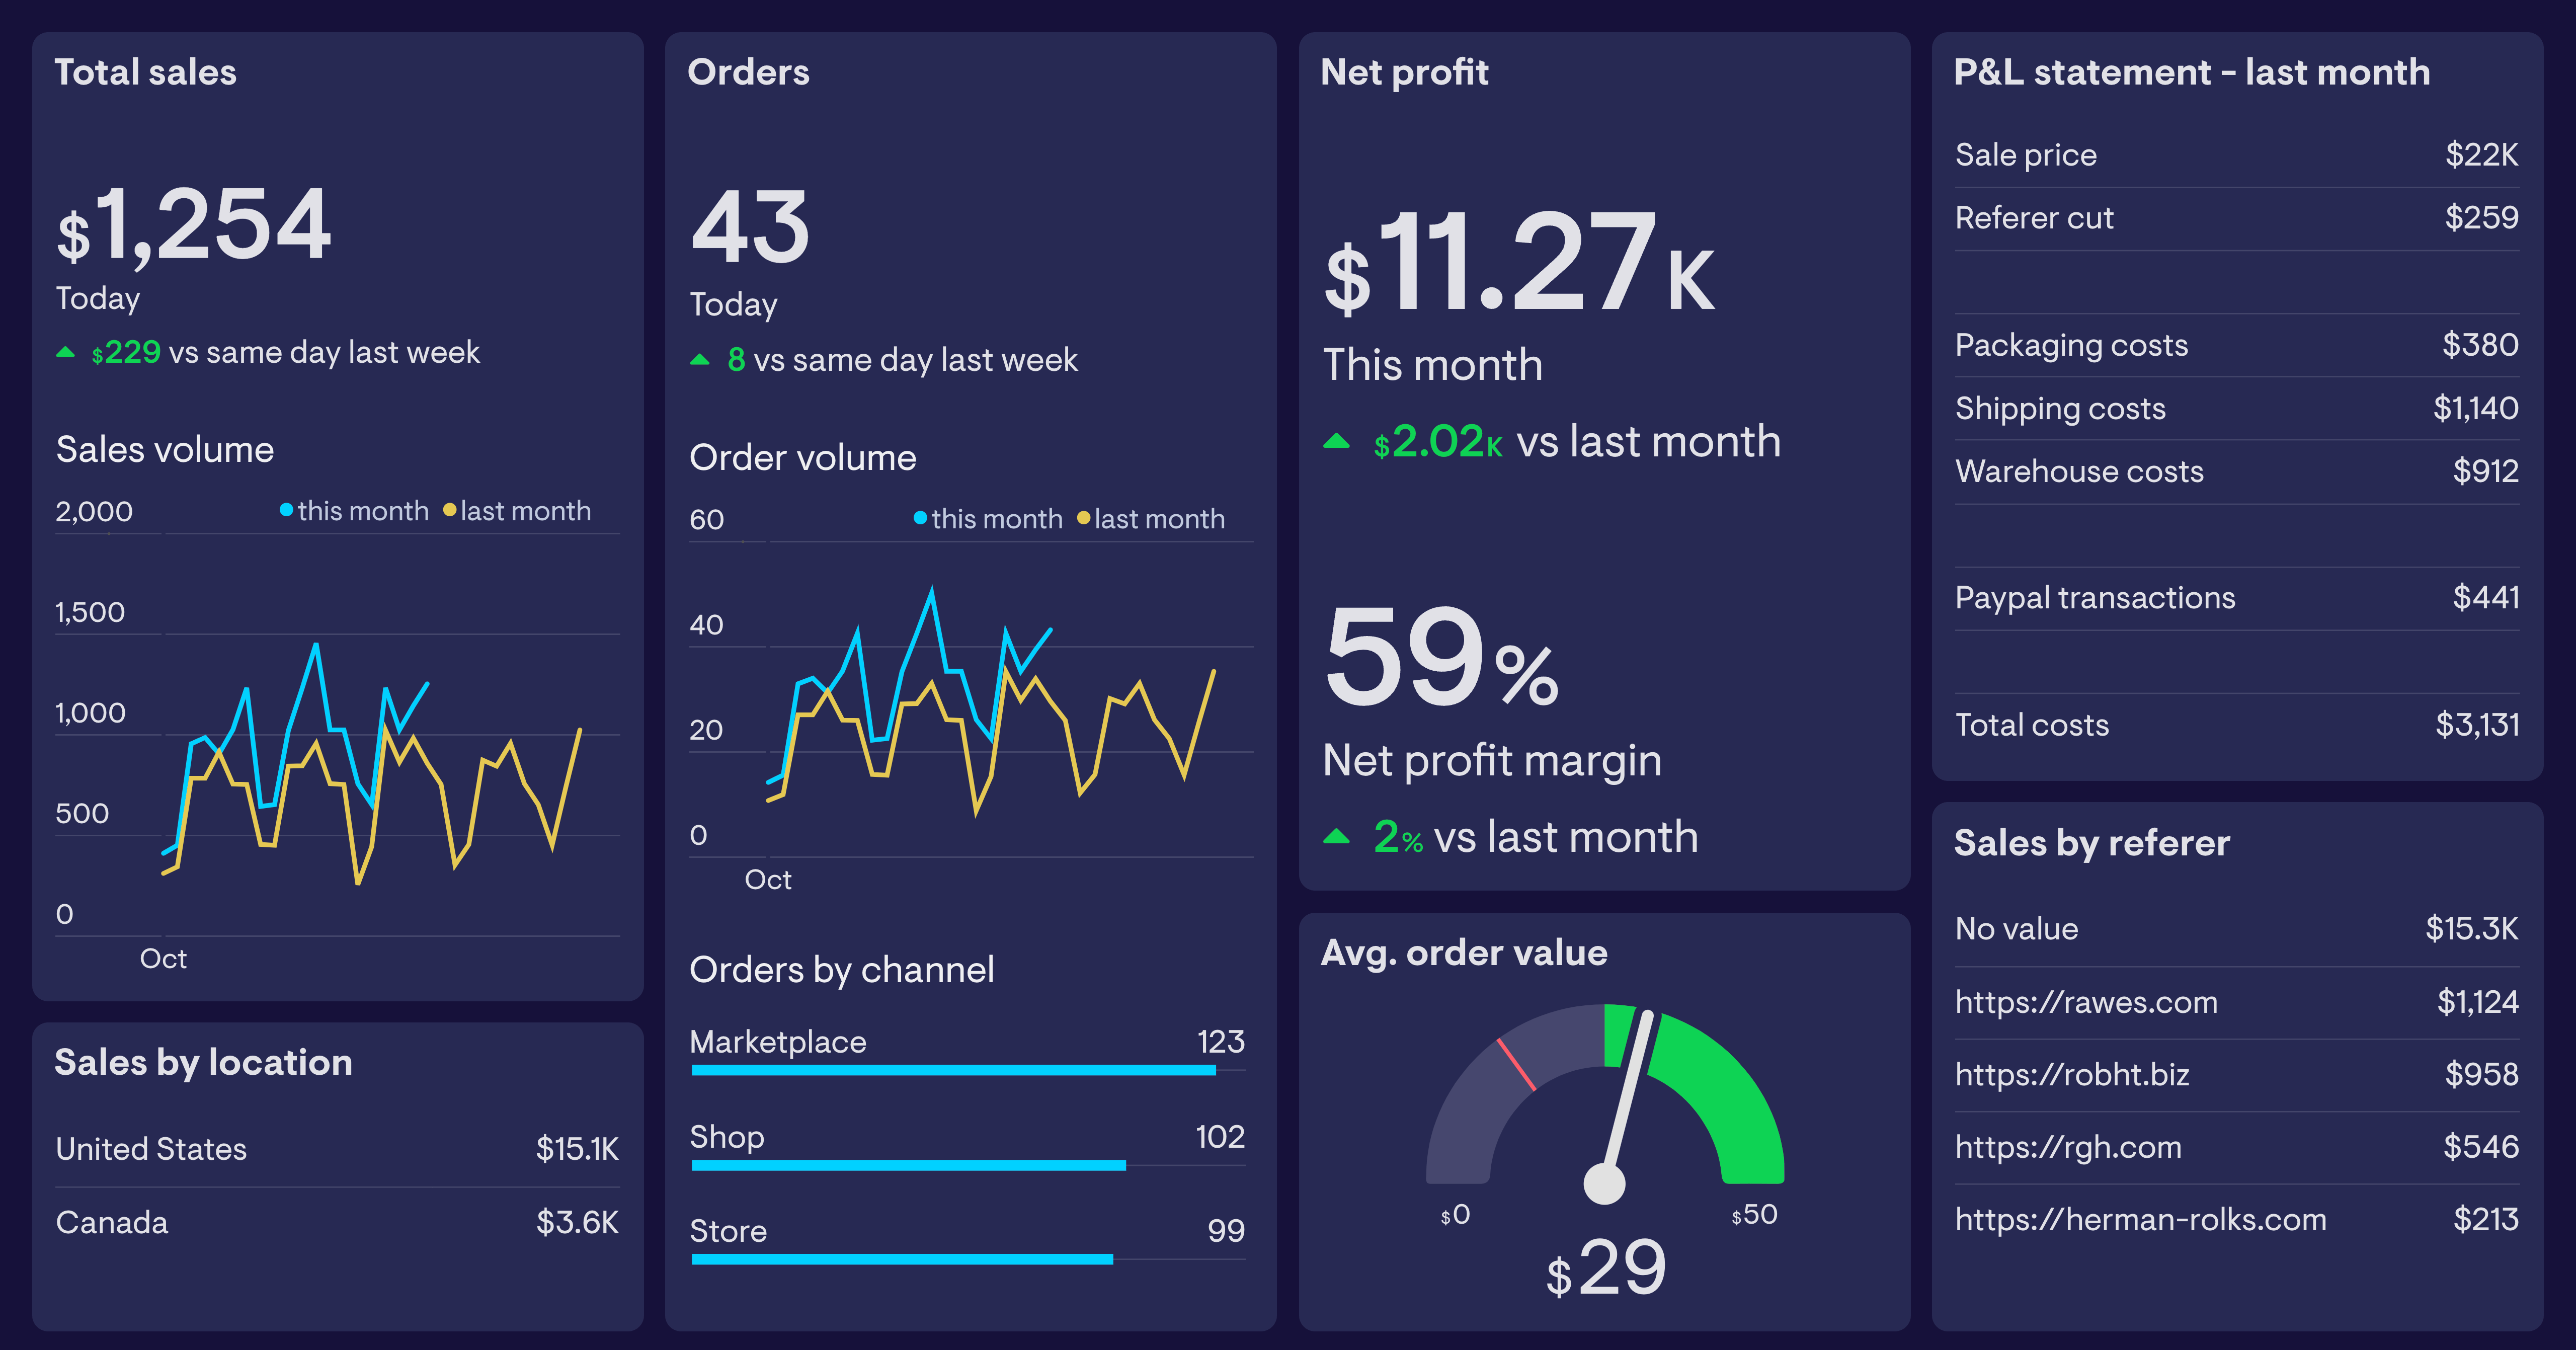 Total sales
$1,254
Today
$229 vs same day last week
Sales volume
this month last month
2,000
1,500
1,000
500
0
Oct
Sales by location
United States $15.1K
Canada $3.6K
Orders
43
Today
8 vs same day last week
Order volume
this month last month
60
40
20
0
Oct
Orders by channel
Marketplace 123
Shop 102
Store 99
Net profit
$11.27K
This month
$2.02K vs last month
59%
Net profit margin
2% vs last month
Avg. order value
$0 $50
$29
P&L statement - last month
Sale price $22K
Referer cut $259
Packaging costs $380
Shipping costs $1,140
Warehouse costs $912
Paypal transactions $441
Total costs $3,131
Sales by referer
No value $15.3K
https://rawes.com $1,124
https://robht.biz $958
https://rgh.com $546
https://herman-rolks.com $213